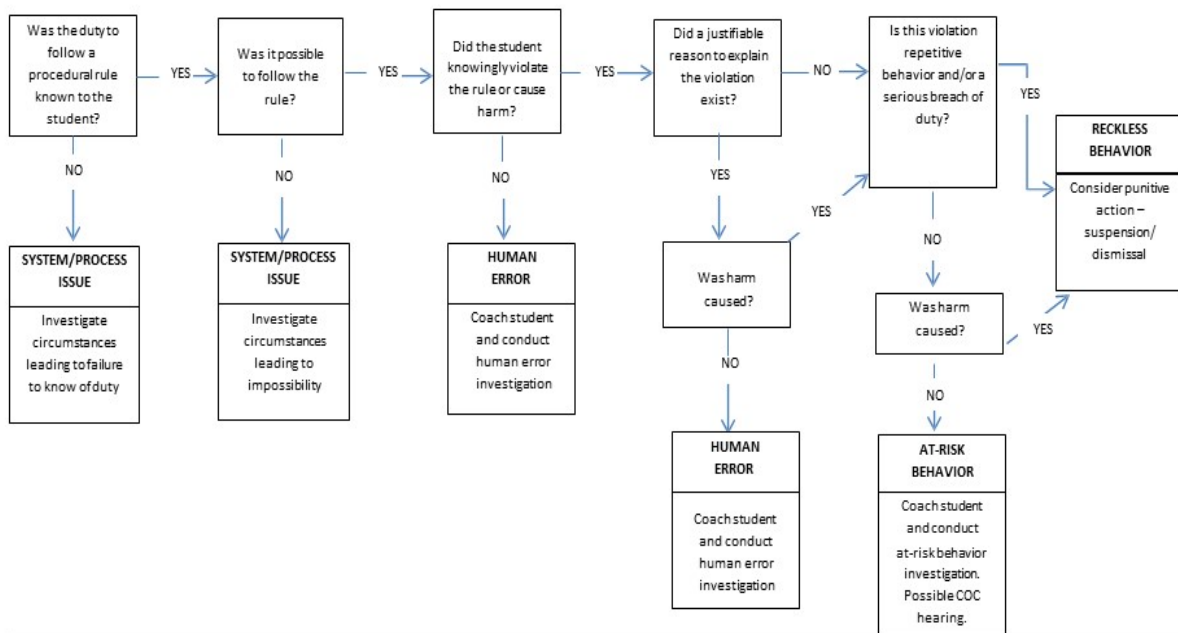 Was the duty to
follow a
procedural rule
known to the
student?
YES
Was it possible
to follow the
rule?
YES
Did the student
knowingly violate
the rule or cause
harm?
YES
Did a justifiable
reason to explain
the violation
exist?
NO
Is this violation
repetitive
behavior and/or a
serious breach of
duty?
YES
RECKLESS
BEHAVIOR
Consider punitive
action –
suspension/
dismissal
NO
SYSTEM/PROCESS
ISSUE
Investigate
circumstances
leading to failure
to know of duty
NO
SYSTEM/PROCESS
ISSUE
Investigate
circumstances
leading to
impossibility
NO
HUMAN
ERROR
Coach student
and conduct
human error
investigation
YES
Was harm
caused?
YES
NO
HUMAN
ERROR
Coach student
and conduct
human error
investigation
NO
Was harm
caused?
YES
NO
AT-RISK
BEHAVIOR
Coach student
and conduct
at-risk behavior
investigation.
Possible COC
hearing.